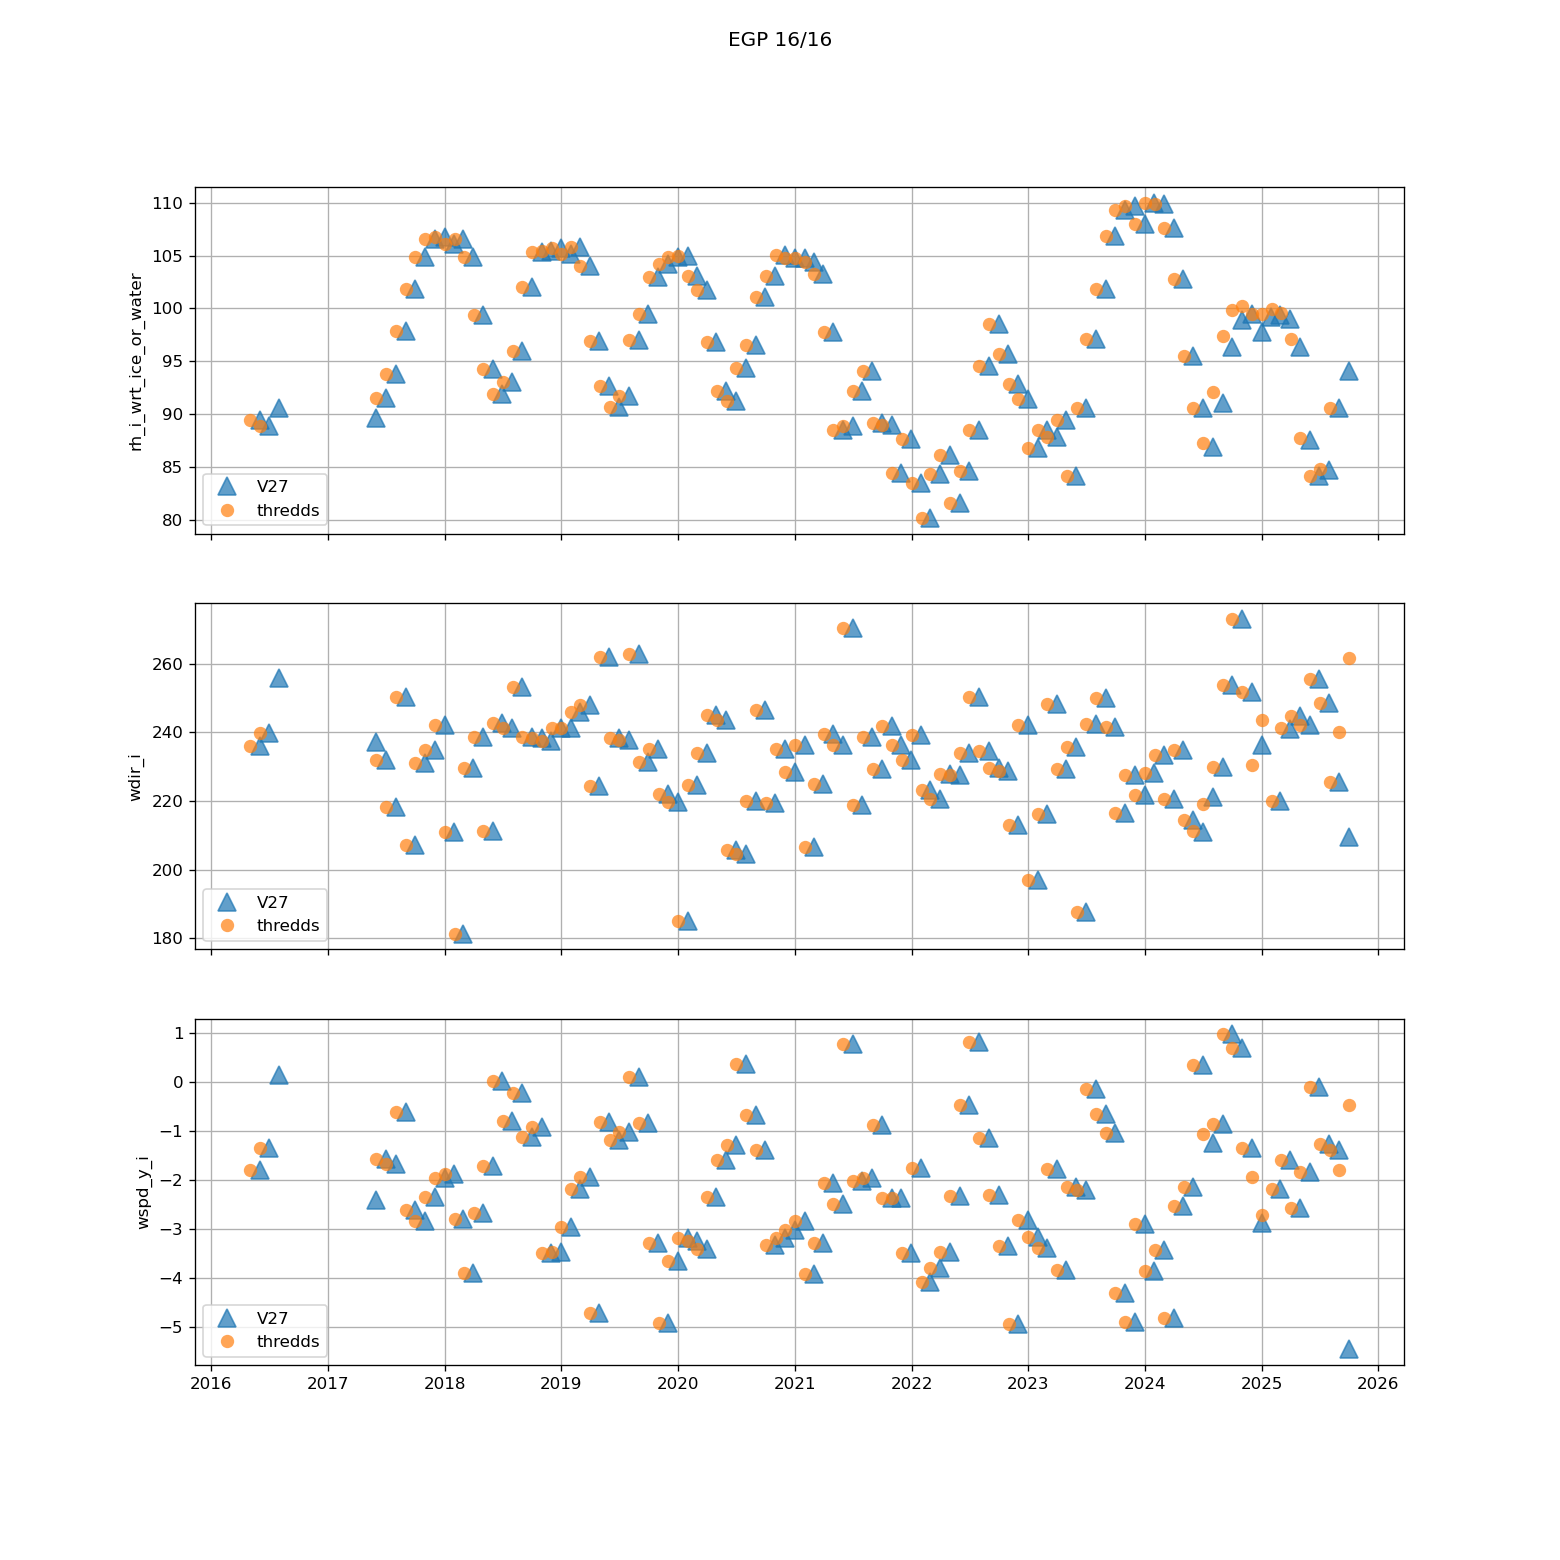 EGP 16/16
110
105
100
95
90
85
80
rh_i_wrt_ice_or_water
V27
thredds
260
240
220
200
180
wdir_i
V27
thredds
1
0
−1
−2
−3
−4
−5
wspd_y_i
V27
thredds
2016 2017 2018 2019 2020 2021 2022 2023 2024 2025 2026